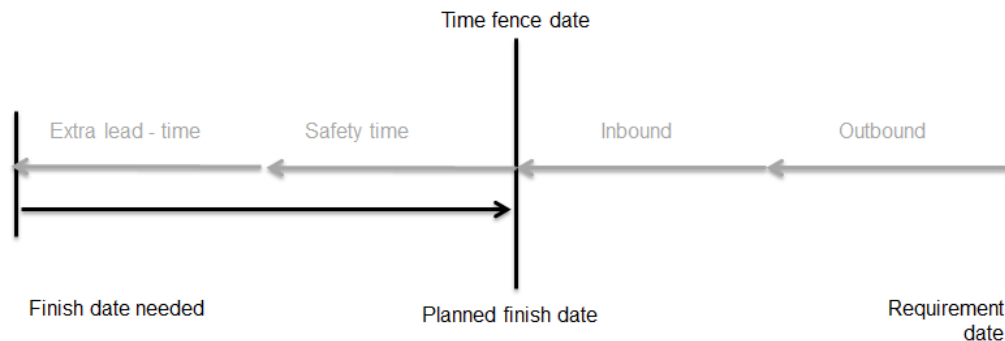 Time fence date
Extra lead - time
Safety time
Inbound
Outbound
Finish date needed
Planned finish date
Requirement
date